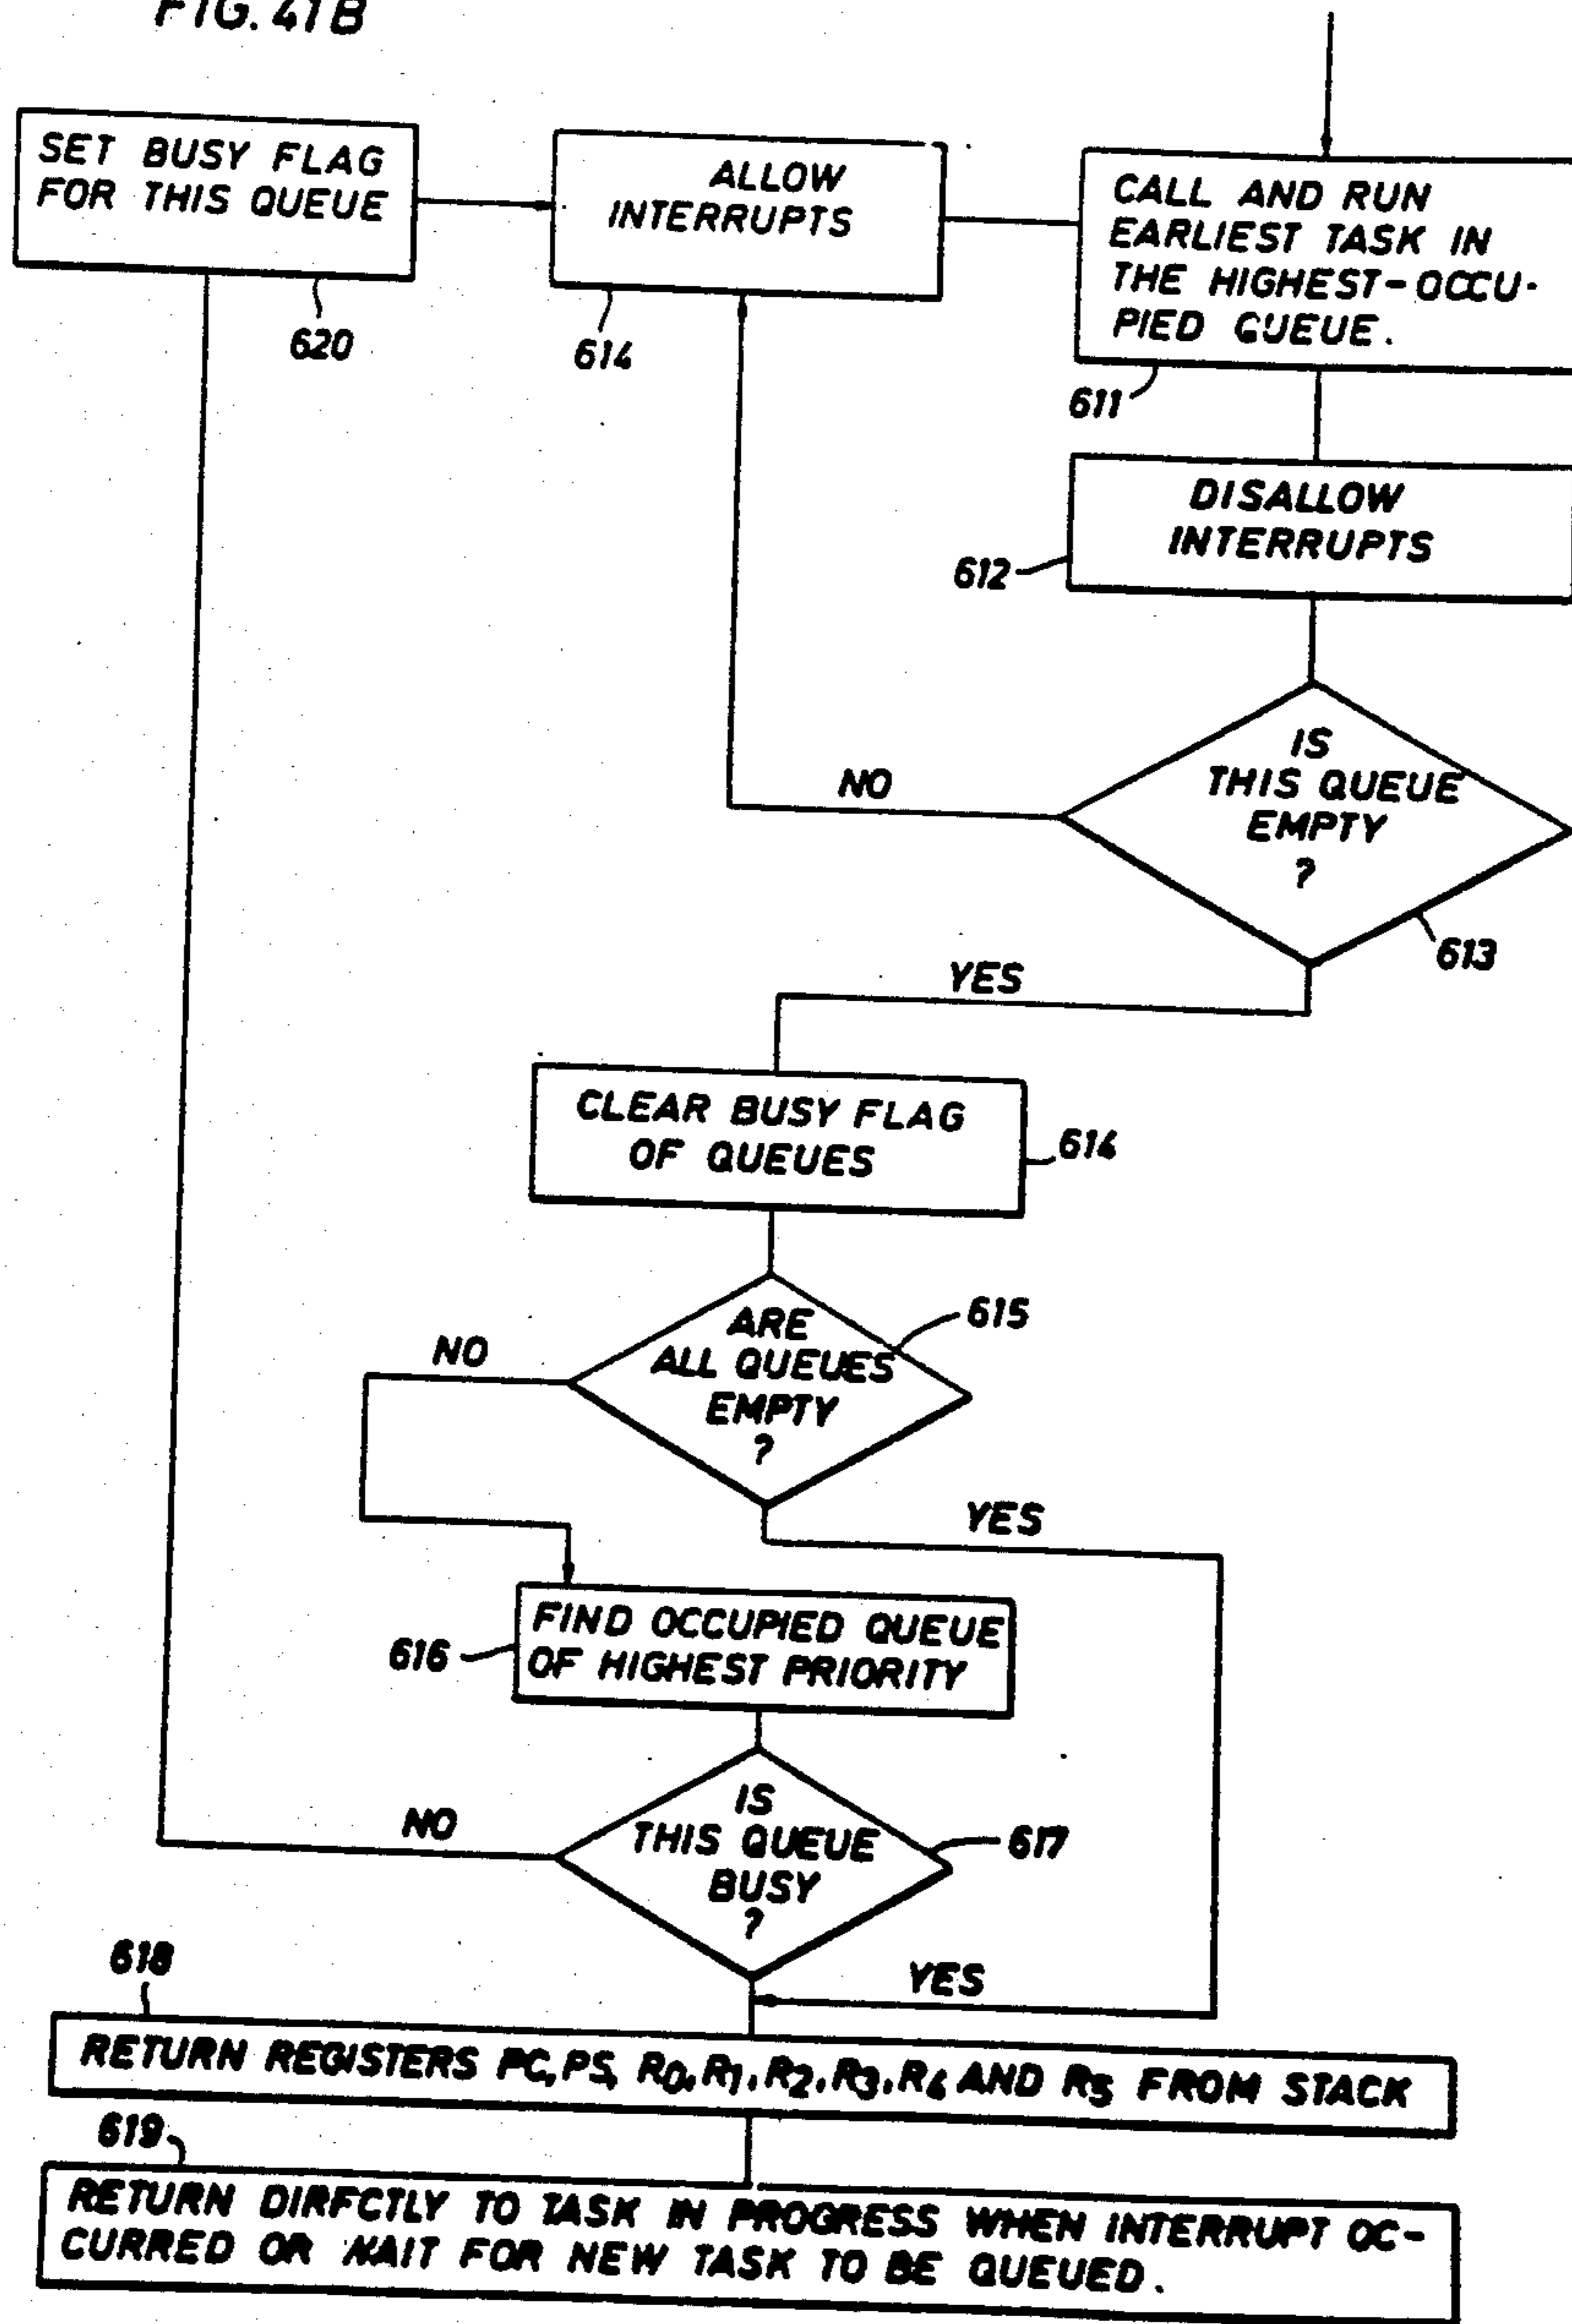 FIG. 41B
SET BUSY FLAG
FOR THIS QUEUE
620
ALLOW
INTERRUPTS
614
CALL AND RUN
EARLIEST TASK IN
THE HIGHEST-OCCU-
PIED QUEUE.
611
DISALLOW
INTERRUPTS
612
IS
THIS QUEUE
EMPTY
?
613
NO
YES
CLEAR BUSY FLAG
OF QUEUES
614
ARE
ALL QUEUES
EMPTY
?
615
NO
YES
FIND OCCUPIED QUEUE
OF HIGHEST PRIORITY
616
IS
THIS QUEUE
BUSY
?
617
NO
YES
618
RETURN REGISTERS PC, PS, R0, R1, R2, R3, R4 AND R5 FROM STACK
619
RETURN DIRFCTLY TO TASK IN PROGRESS WHEN INTERRUPT OC-
CURRED OR WAIT FOR NEW TASK TO BE QUEUED.